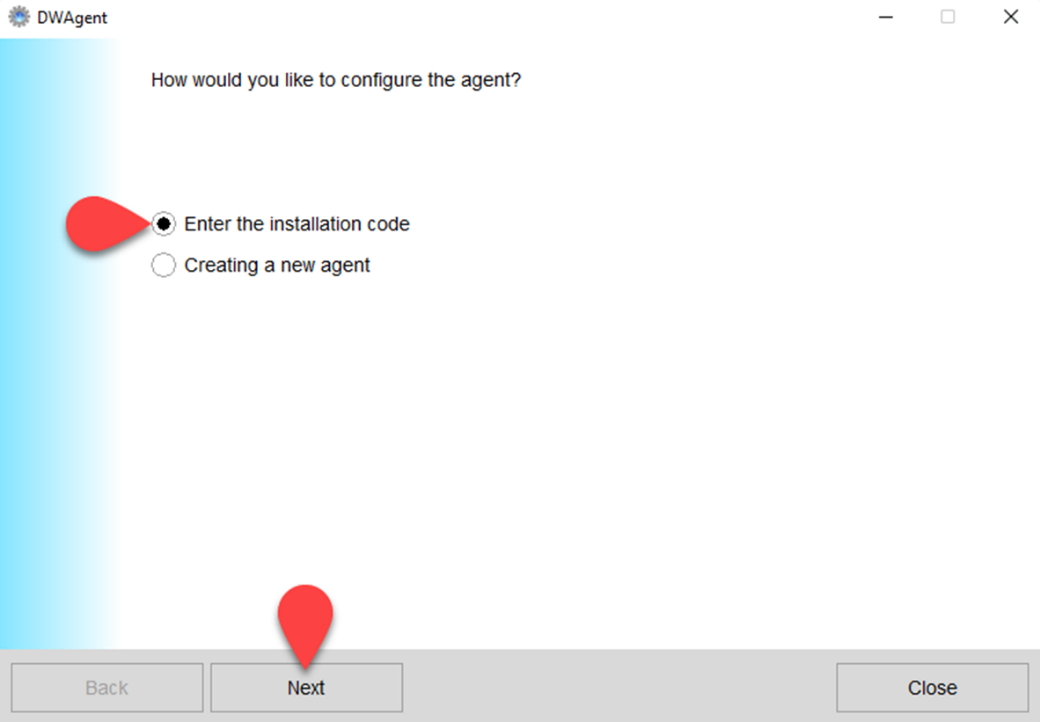 DWAgent
How would you like to configure the agent?
Enter the installation code
Creating a new agent
Back
Next
Close